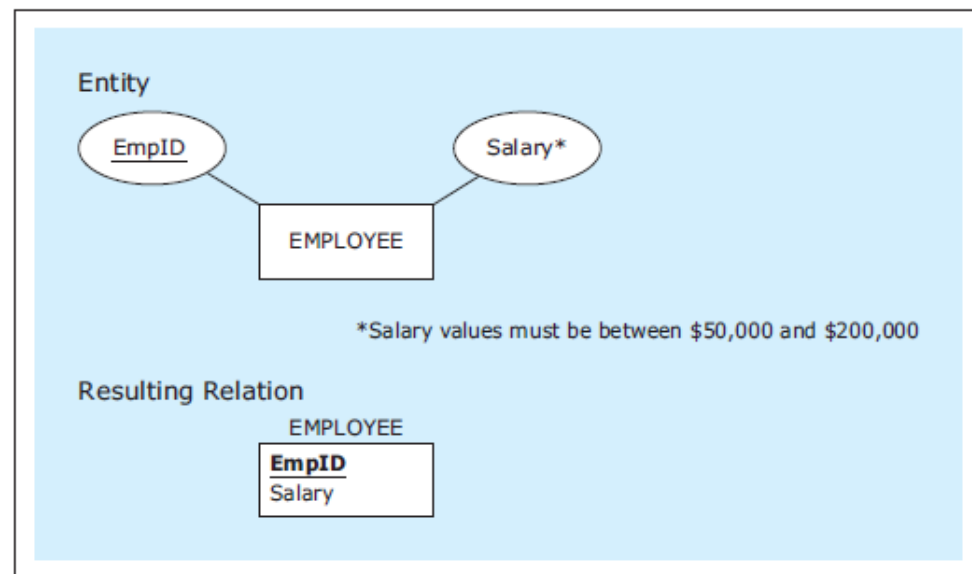 Entity
EmpID
Salary*
EMPLOYEE
*Salary values must be between $50,000 and $200,000
Resulting Relation
EMPLOYEE
EmpID
Salary